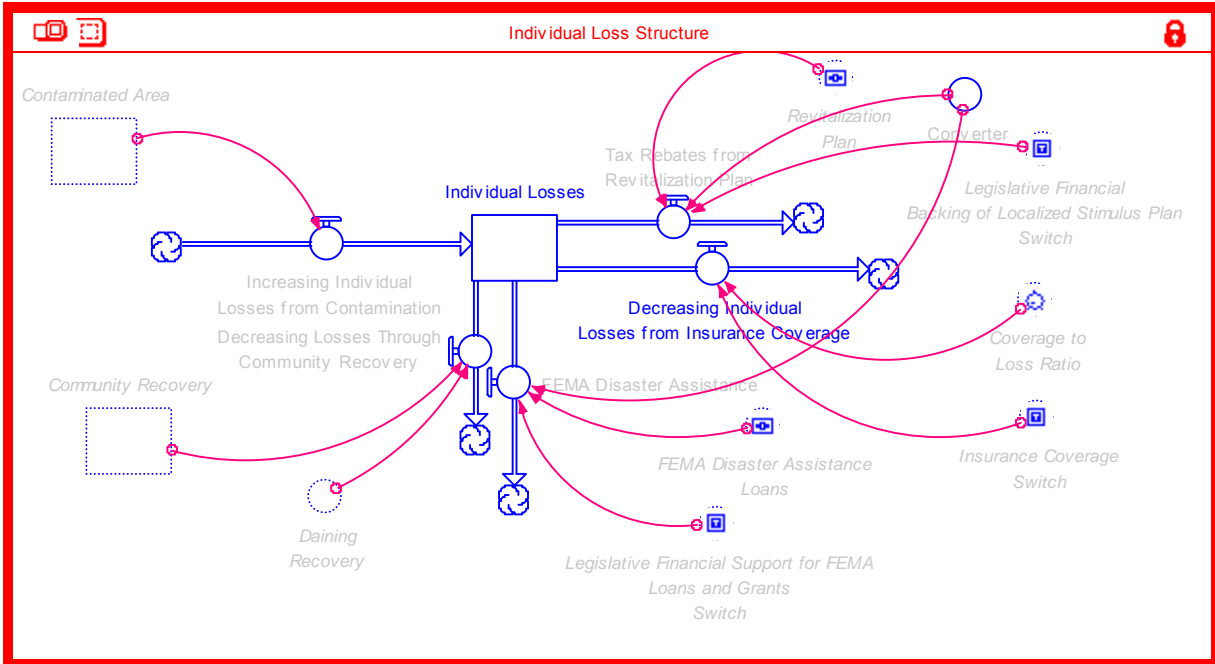 Individual Loss Structure
Contaminated Area
Revitalization
Plan
Converter
Tax Rebates from
Revitalization Plan
Legislative Financial
Backing of Localized Stimulus Plan
Switch
Individual Losses
Increasing Individual
Losses from Contamination
Decreasing Individual
Losses from Insurance Coverage
Decreasing Losses Through
Community Recovery
Coverage to
Loss Ratio
Community Recovery
FEMA Disaster Assistance
FEMA Disaster Assistance
Loans
Insurance Coverage
Switch
Daining
Recovery
Legislative Financial Support for FEMA
Loans and Grants
Switch